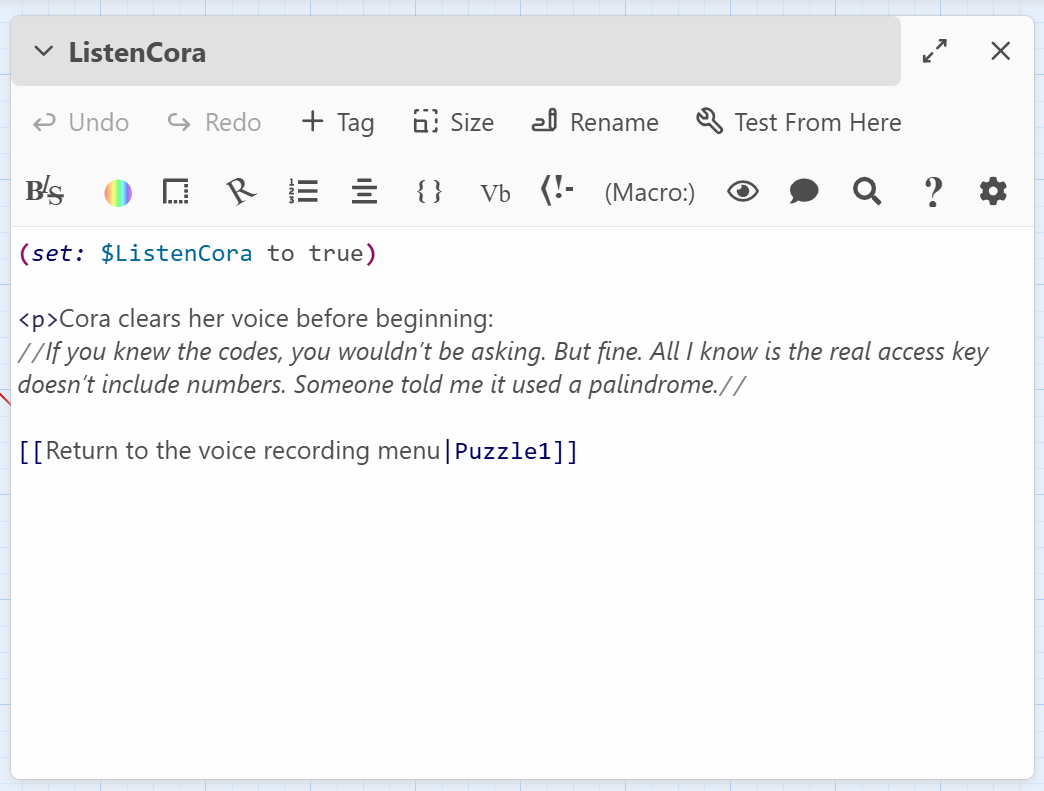 ListenCora
Undo Redo + Tag Size Rename Test From Here
BIS Vb (Macro:) ?
(set: $ListenCora to true)
<p>Cora clears her voice before beginning:
//If you knew the codes, you wouldn’t be asking. But fine. All I know is the real access key
doesn’t include numbers. Someone told me it used a palindrome.//
[[Return to the voice recording menu|Puzzle1]]